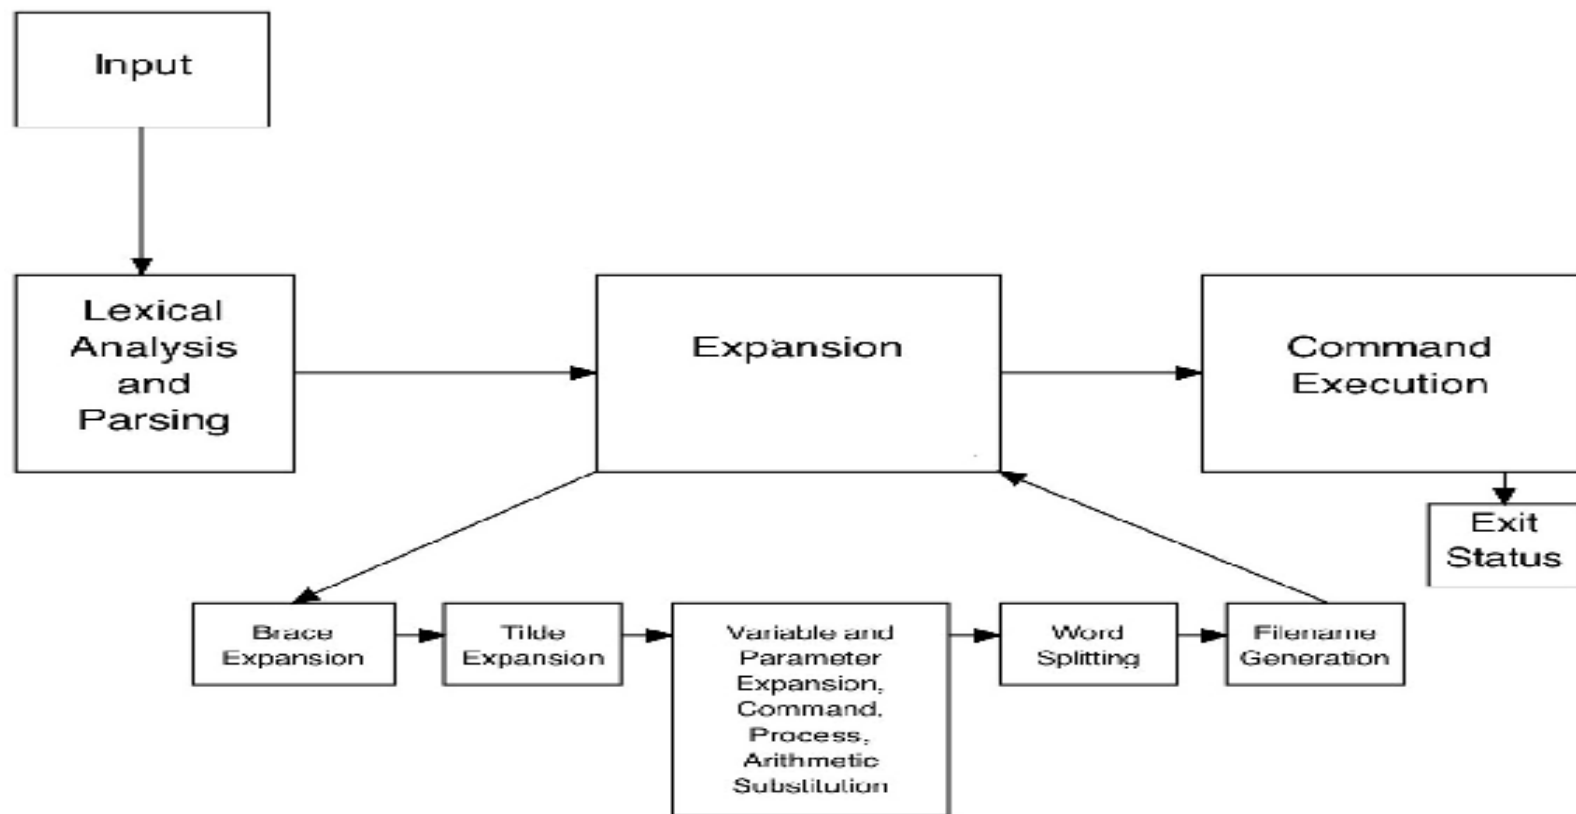 Input
Lexical
Analysis
and
Parsing
Expansion
Command
Execution
Exit
Status
Brace
Expansion
Tilde
Expansion
Variable and
Parameter
Expansion,
Command,
Process,
Arithmetic
Substitution
Word
Splitting
Filename
Generation